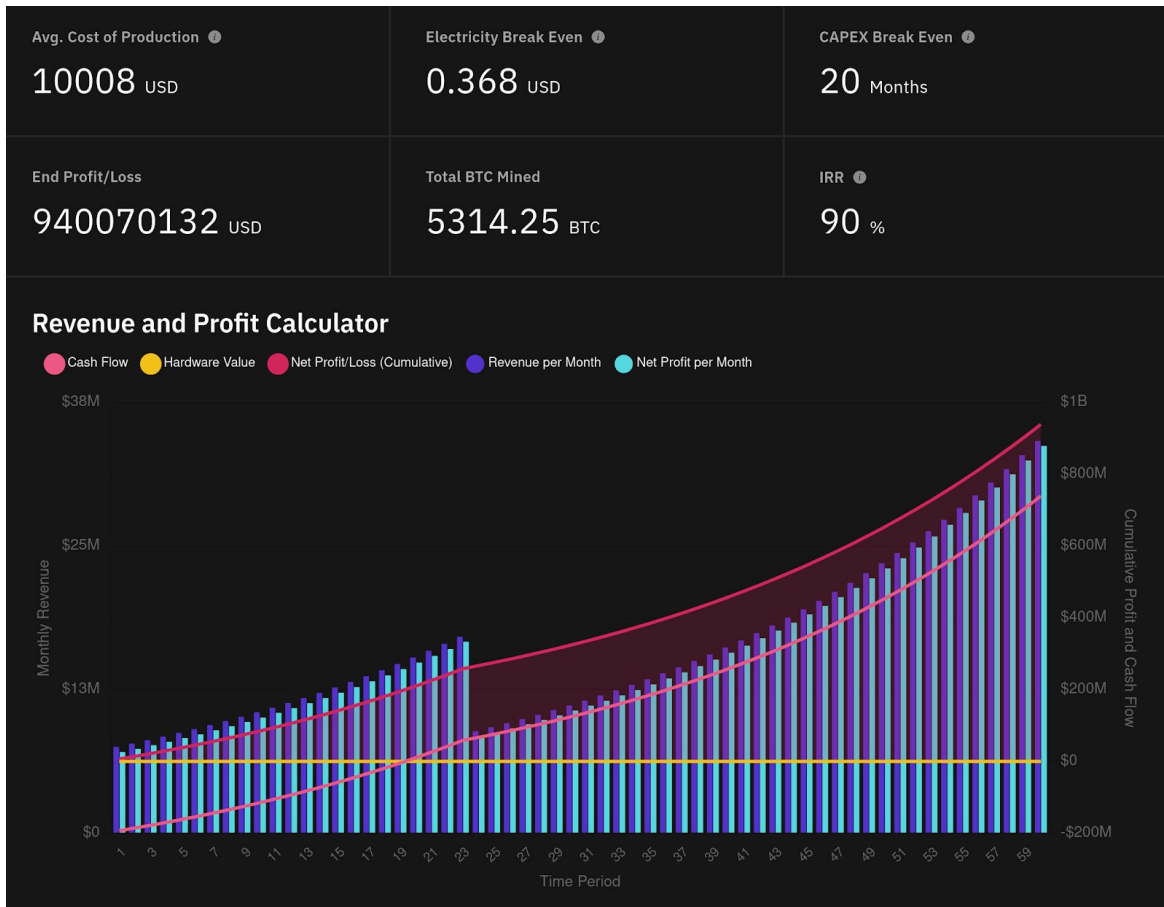 Avg. Cost of Production i
Electricity Break Even i
CAPEX Break Even i
10008 USD
0.368 USD
20 Months
End Profit/Loss
Total BTC Mined
IRR i
940070132 USD
5314.25 BTC
90 %
Revenue and Profit Calculator
Cash Flow
Hardware Value
Net Profit/Loss (Cumulative)
Revenue per Month
Net Profit per Month
$38M
$25M
$13M
$0
Monthly Revenue
$1B
$800M
$600M
$400M
$200M
$0
-$200M
Cumulative Profit and Cash Flow
1 3 5 7 9 11 13 15 17 19 21 23 25 27 29 31 33 35 37 39 41 43 45 47 49 51 53 55 57 59
Time Period